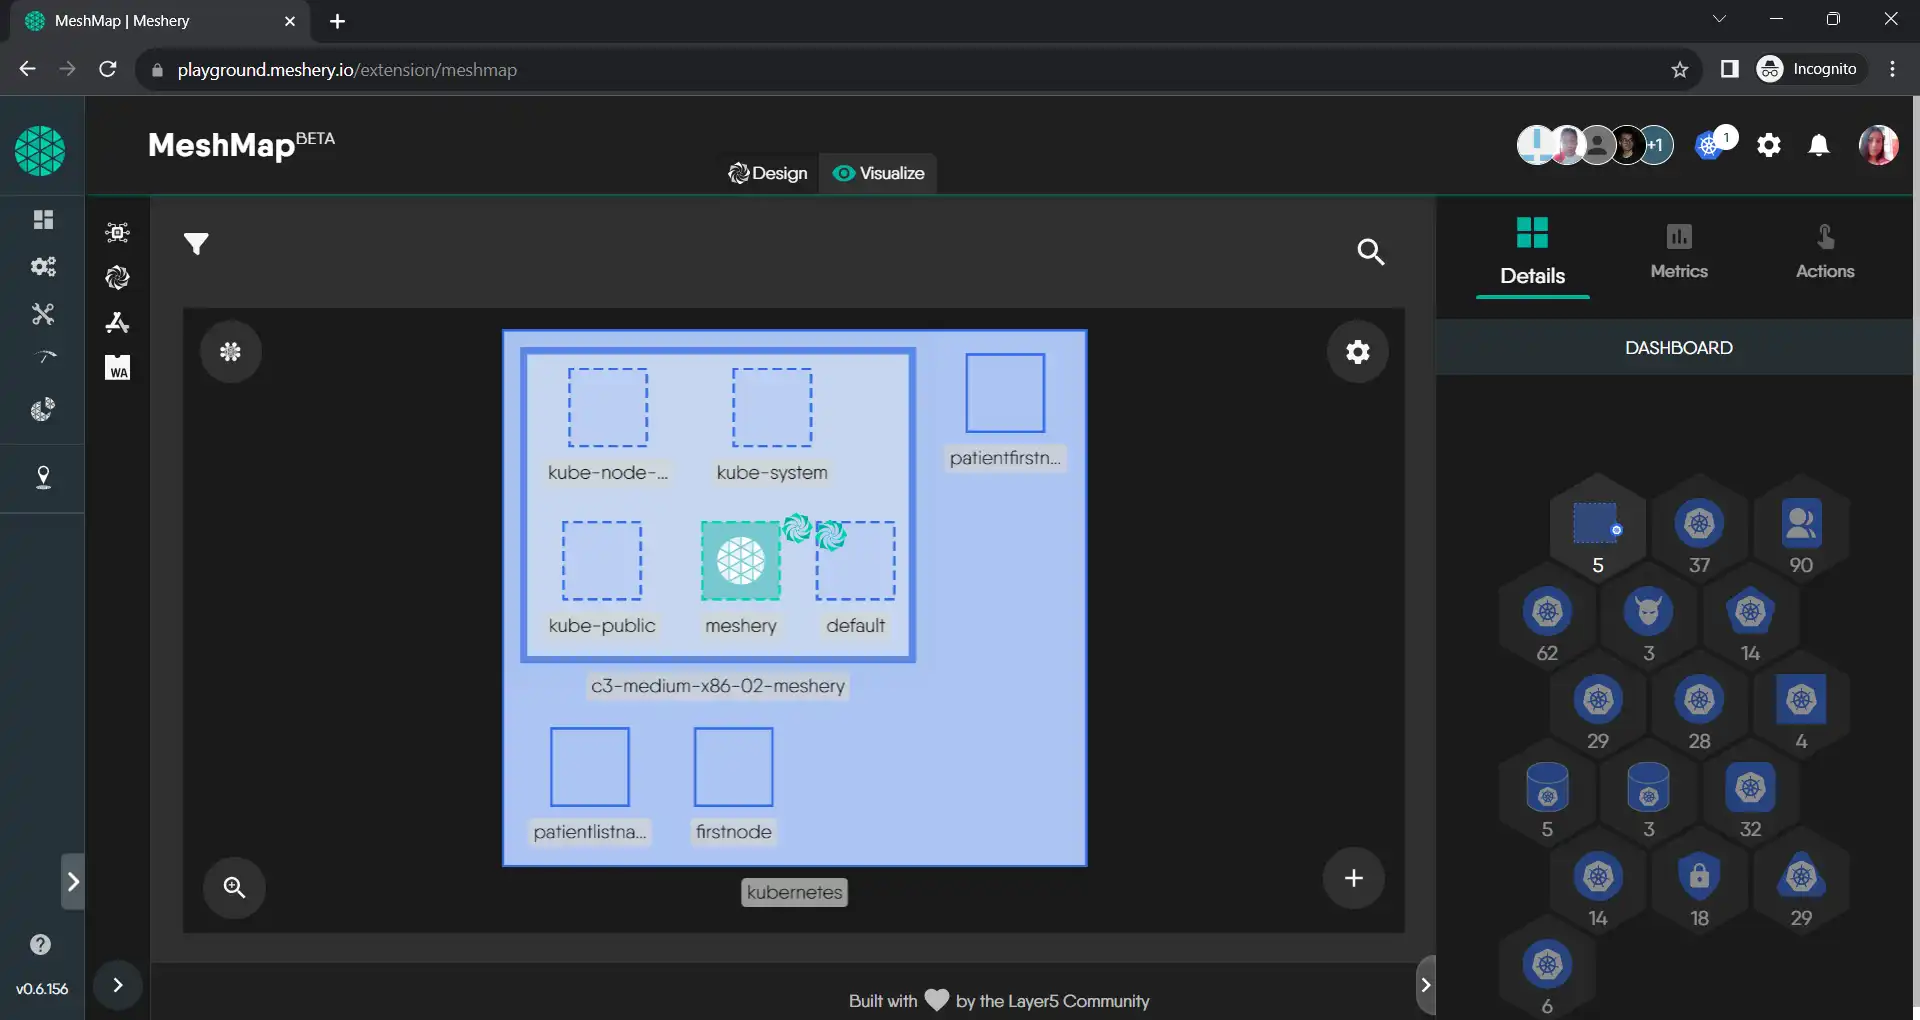 MeshMap | Meshery
playground.meshery.io/extension/meshmap
Incognito
MeshMap BETA
Design
Visualize
+1
1
Details
Metrics
Actions
DASHBOARD
WA
kube-node-...
kube-system
patientfirstn...
kube-public
meshery
default
c3-medium-x86-02-meshery
patientlistna...
firstnode
kubernetes
5
37
90
62
3
14
29
28
4
5
3
32
14
18
29
6
v0.6.156
Built with by the Layer5 Community